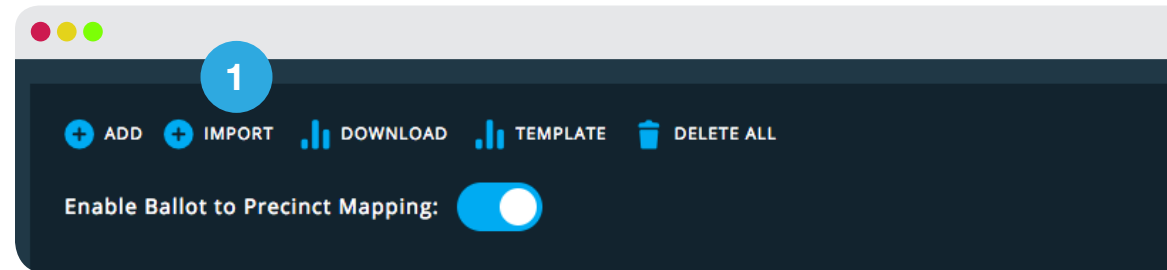 1
ADD IMPORT DOWNLOAD TEMPLATE DELETE ALL
Enable Ballot to Precinct Mapping: